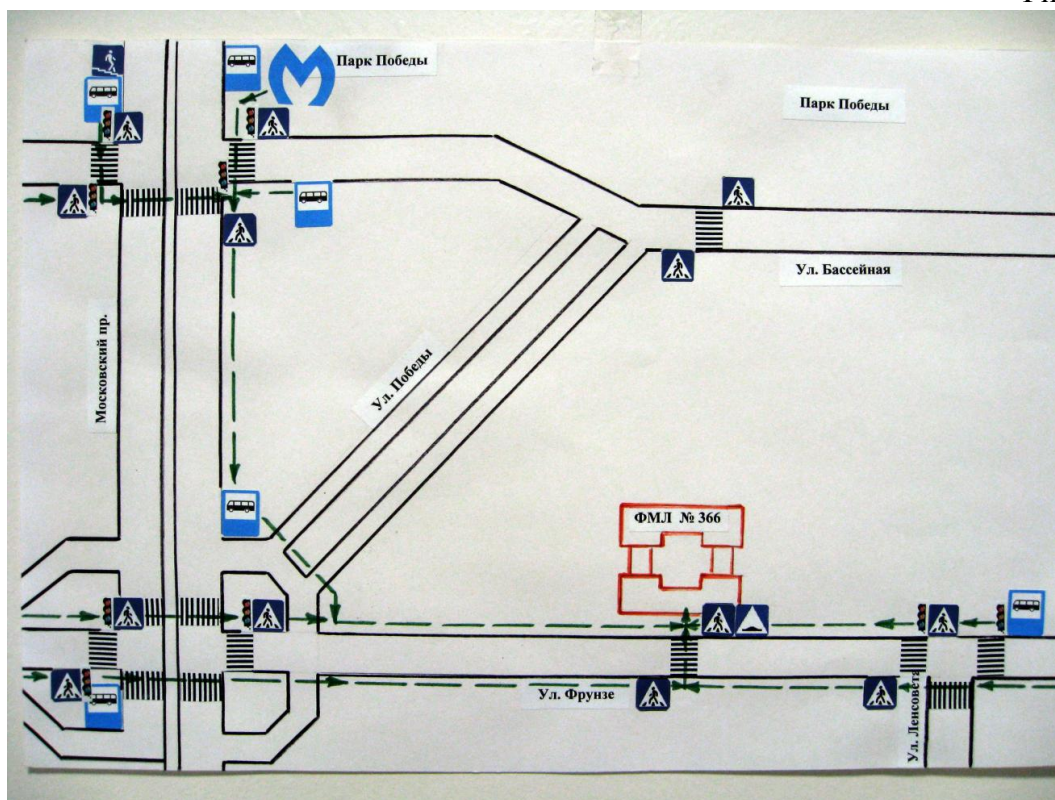 Парк Победы
Парк Победы
Ул. Бассейная
Московский пр.
Ул. Победы
ФМЛ № 366
Ул. Фрунзе
Ул. Ленсовета